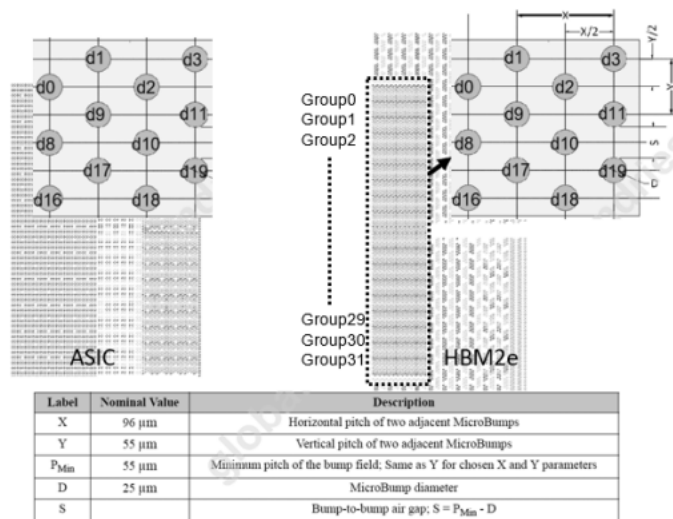 d1 d3
d0 d2
d9 d11
d8 d10
d17 d19
d16 d18
ASIC
Group0
Group1
Group2
Group29
Group30
Group31
X
X/2
Y/2
d1 d3
d0 d2
Y
d9 d11
S
d8 d10
d17 d19
D
d16 d18
HBM2e
Label Nominal Value Description
X 96 µm Horizontal pitch of two adjacent MicroBumps
Y 55 µm Vertical pitch of two adjacent MicroBumps
PMin 55 µm Minimum pitch of the bump field; Same as Y for chosen X and Y parameters
D 25 µm MicroBump diameter
S Bump-to-bump air gap; S = PMin - D